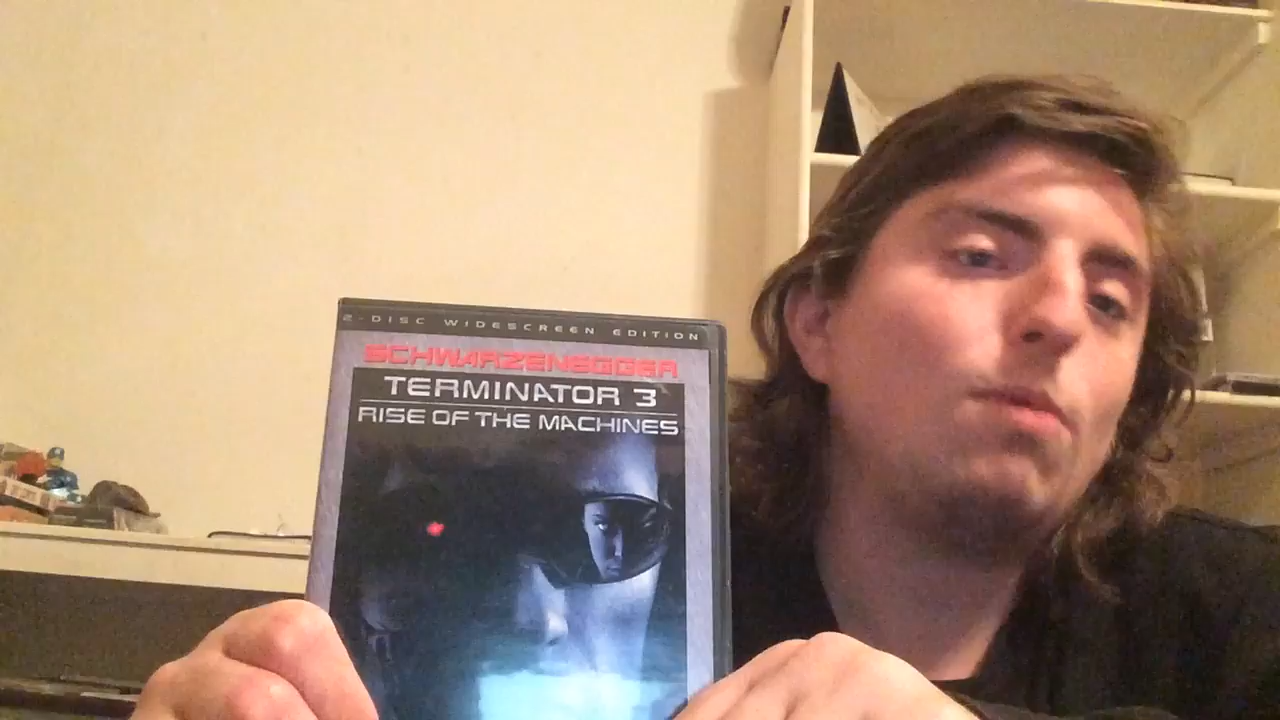 2-DISC WIDESCREEN EDITION
SCHWARZENEGGER
TERMINATOR 3
RISE OF THE MACHINES